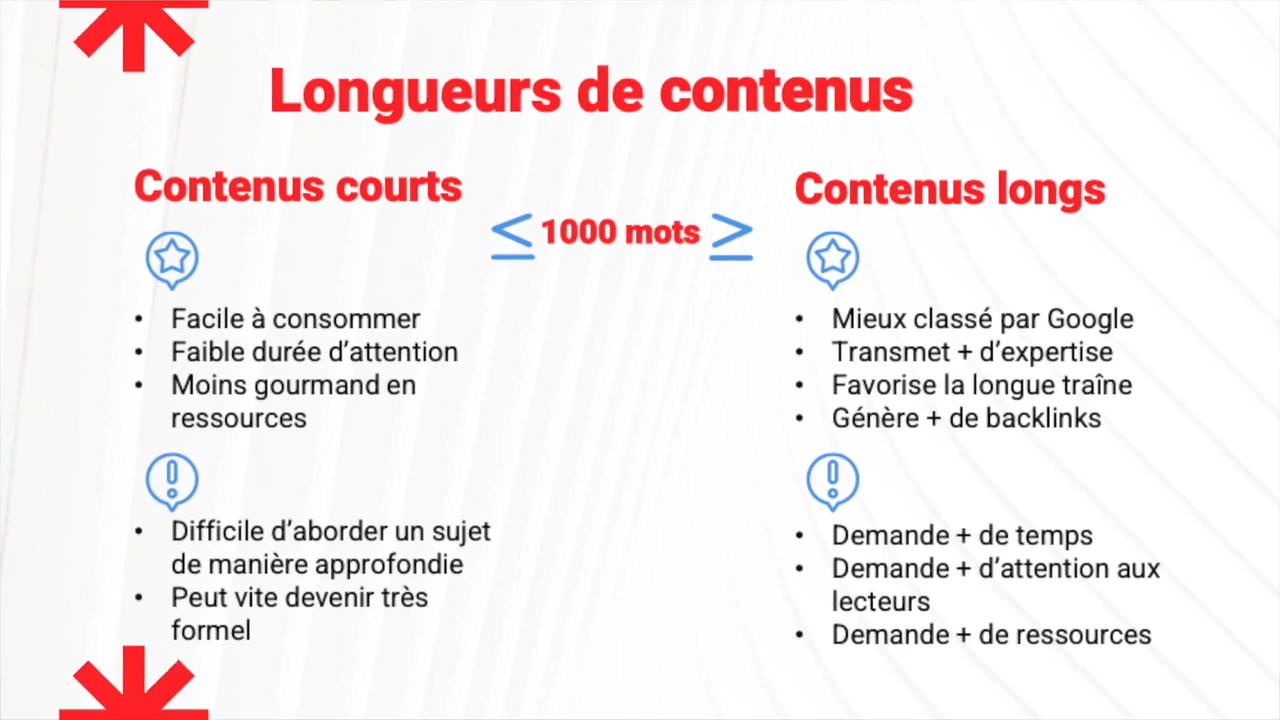 Longueurs de contenus
Contenus courts
≤ 1000 mots ≥
Contenus longs
• Facile à consommer
• Faible durée d’attention
• Moins gourmand en
ressources
• Difficile d’aborder un sujet
de manière approfondie
• Peut vite devenir très
formel
• Mieux classé par Google
• Transmet + d’expertise
• Favorise la longue traîne
• Génère + de backlinks
• Demande + de temps
• Demande + d’attention aux
lecteurs
• Demande + de ressources